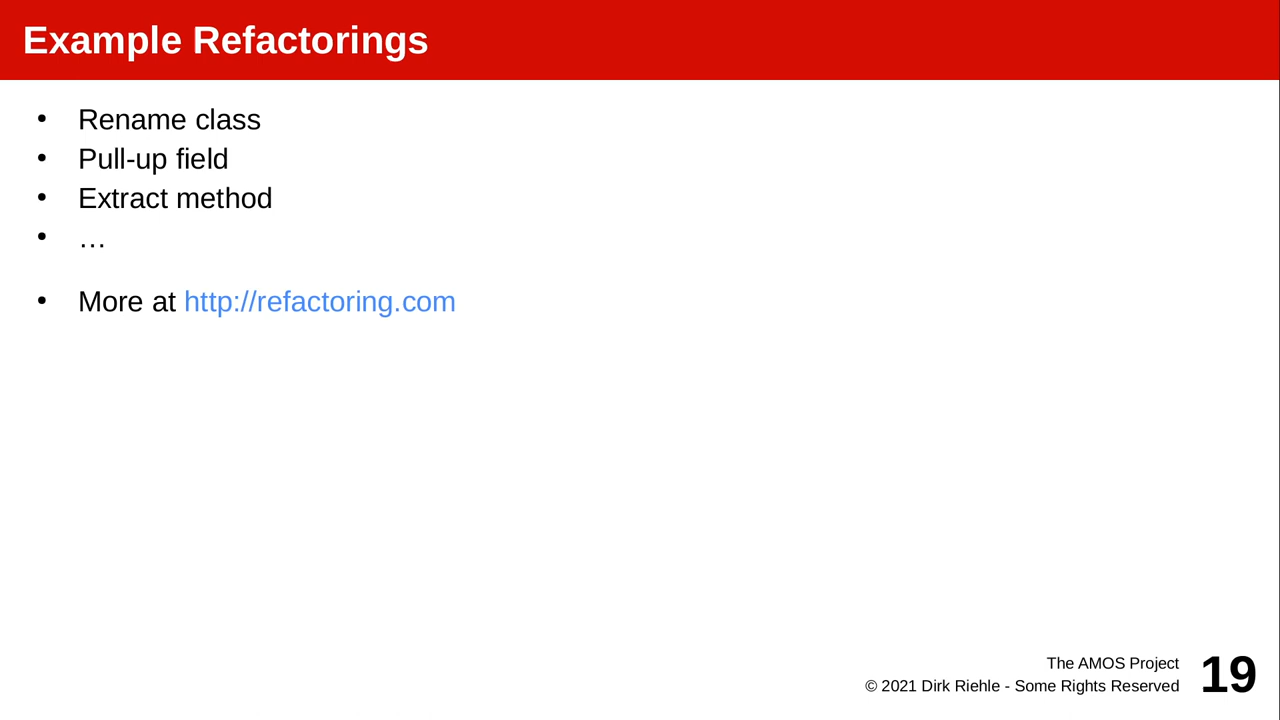 Example Refactorings
• Rename class
• Pull-up field
• Extract method
• …
• More at http://refactoring.com
The AMOS Project
© 2021 Dirk Riehle - Some Rights Reserved
19